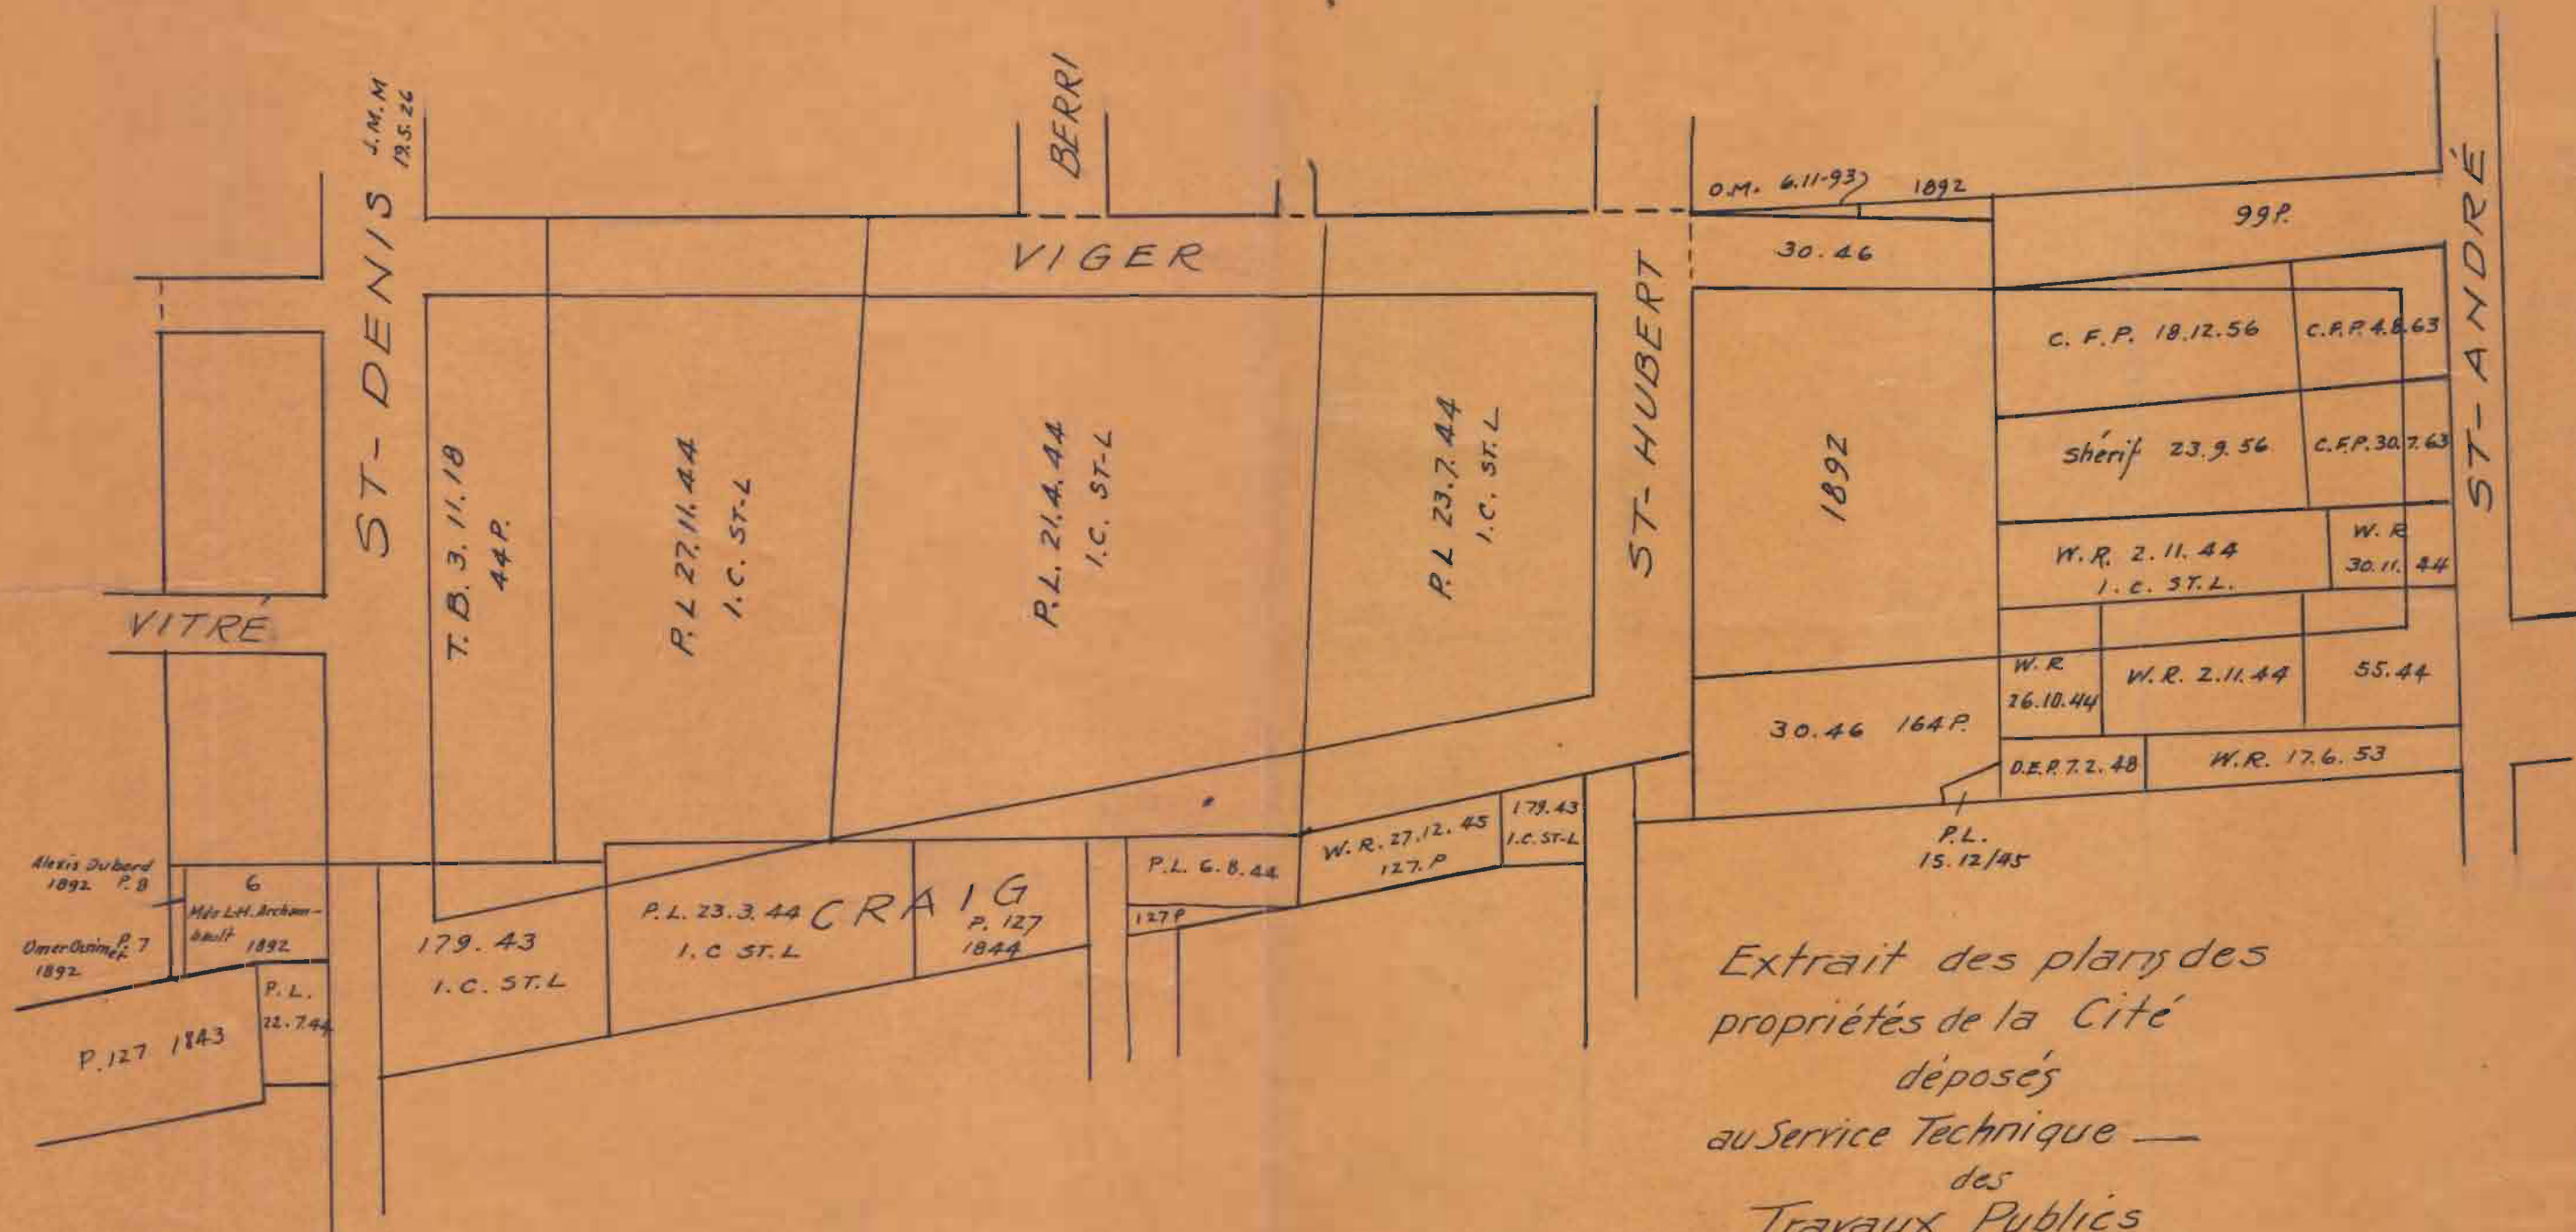 ST-DENIS
J.M.M
19.5.26
BERRI
VIGER
ST-HUBERT
ST-ANDRÉ
VITRÉ
O.M. 6.11-93
1892
30.46
99P.
T.B. 3.11.18
44P.
P.L 27.11.44
I.C. ST-L
P.L. 21.4.44
I.C. ST-L
P.L 23.7.44
I.C. ST.L
1892
C.F.P. 18.12.56
C.F.P. 4.8.63
shérif 23.9.56
C.F.P. 30.7.63
W.R. 2.11.44
I.C. ST.L.
W.R
30.11.44
W.R
26.10.44
W.R. 2.11.44
55.44
30.46 164P.
D.E.P. 7.2.48
W.R. 17.6.53
P.L.
15.12/45
Alexis Dubord
1892 P.8
Omer P.7
1892
6
Mde L.H. Archam-
bault
1892
P.L.
22.7.44
P.127 1843
179.43
I.C. ST.L
P.L. 23.3.44
I.C ST.L
CRAIG
P.127
1844
P.L. 6.8.44
127P
W.R. 27.12.45
127.P
179.43
I.C. ST-L
Extrait des plans des
propriétés de la Cité
déposés
au Service Technique —
des
Travaux Publics